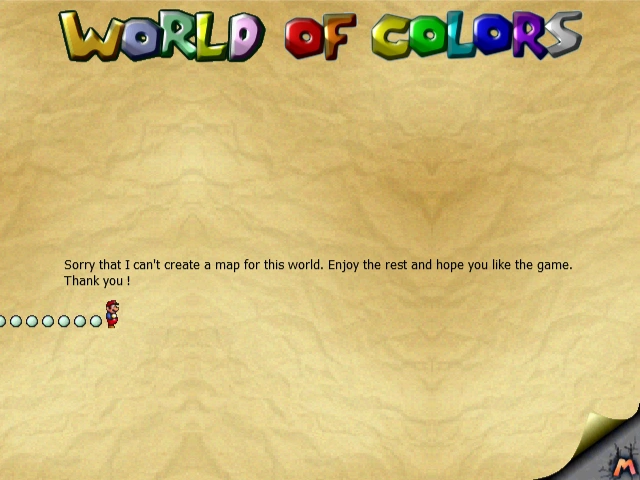 WORLD OF COLORS
Sorry that I can't create a map for this world. Enjoy the rest and hope you like the game.
Thank you !
M